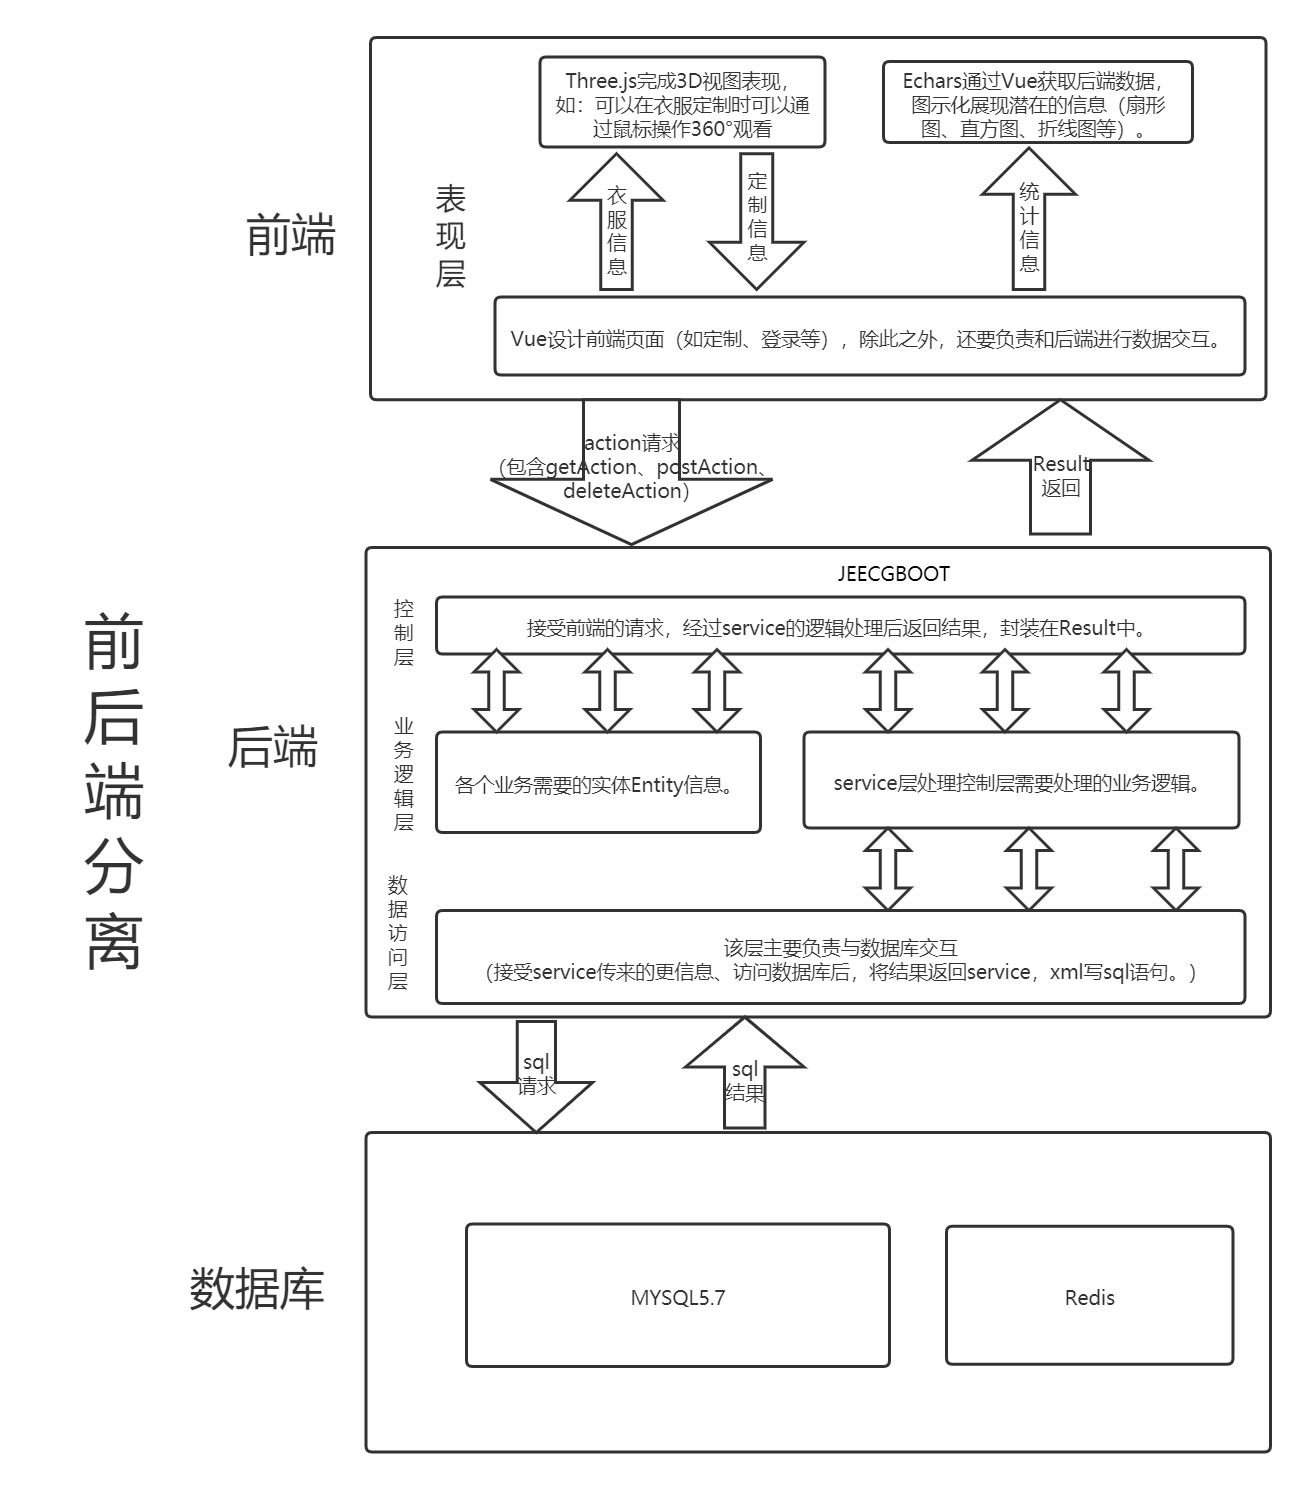 前后端分离
前端
表现层
Three.js完成3D视图表现，
如：可以在衣服定制时可以通
过鼠标操作360°观看
Echars通过Vue获取后端数据，
图示化展现潜在的信息（扇形
图、直方图、折线图等）。
衣服信息
定制信息
统计信息
Vue设计前端页面（如定制、登录等），除此之外，还要负责和后端进行数据交互。
action请求
（包含getAction、postAction、
deleteAction）
Result
返回
后端
JEECGBOOT
控制层
接受前端的请求，经过service的逻辑处理后返回结果，封装在Result中。
业务逻辑层
各个业务需要的实体Entity信息。
service层处理控制层需要处理的业务逻辑。
数据访问层
该层主要负责与数据库交互
（接受service传来的更信息、访问数据库后，将结果返回service，xml写sql语句。）
sql
请求
sql
结果
数据库
MYSQL5.7
Redis